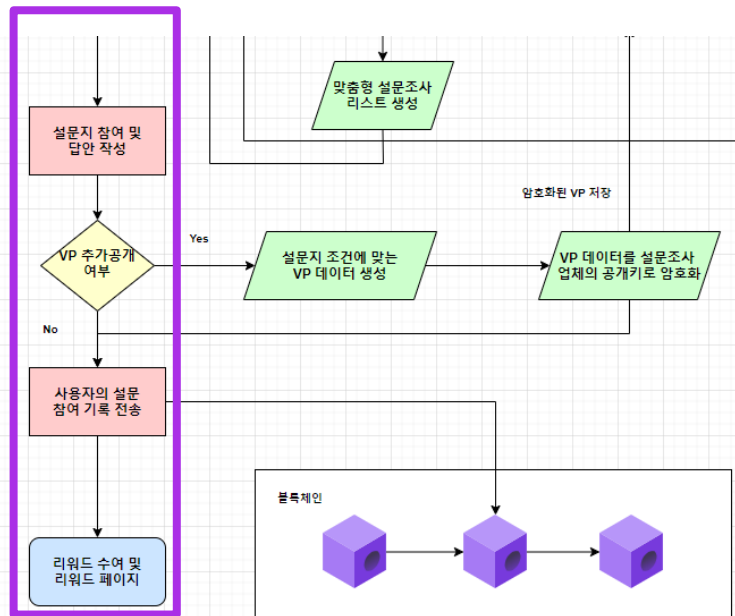 맞춤형 설문조사
리스트 생성
설문지 참여 및
답안 작성
암호화된 VP 저장
VP 추가공개
여부
Yes
설문지 조건에 맞는
VP 데이터 생성
VP 데이터를 설문조사
업체의 공개키로 암호화
No
사용자의 설문
참여 기록 전송
블록체인
리워드 수여 및
리워드 페이지